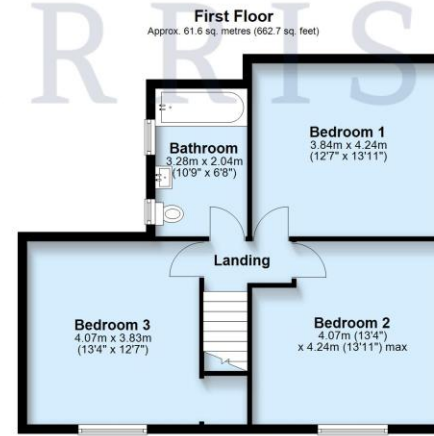 RRIS
First Floor
Approx. 61.6 sq. metres (662.7 sq. feet)
Bathroom
3.28m x 2.04m
(10'9" x 6'8")
Bedroom 1
3.84m x 4.24m
(12'7" x 13'11")
Landing
Bedroom 3
4.07m x 3.83m
(13'4" x 12'7")
Bedroom 2
4.07m (13'4")
x 4.24m (13'11") max